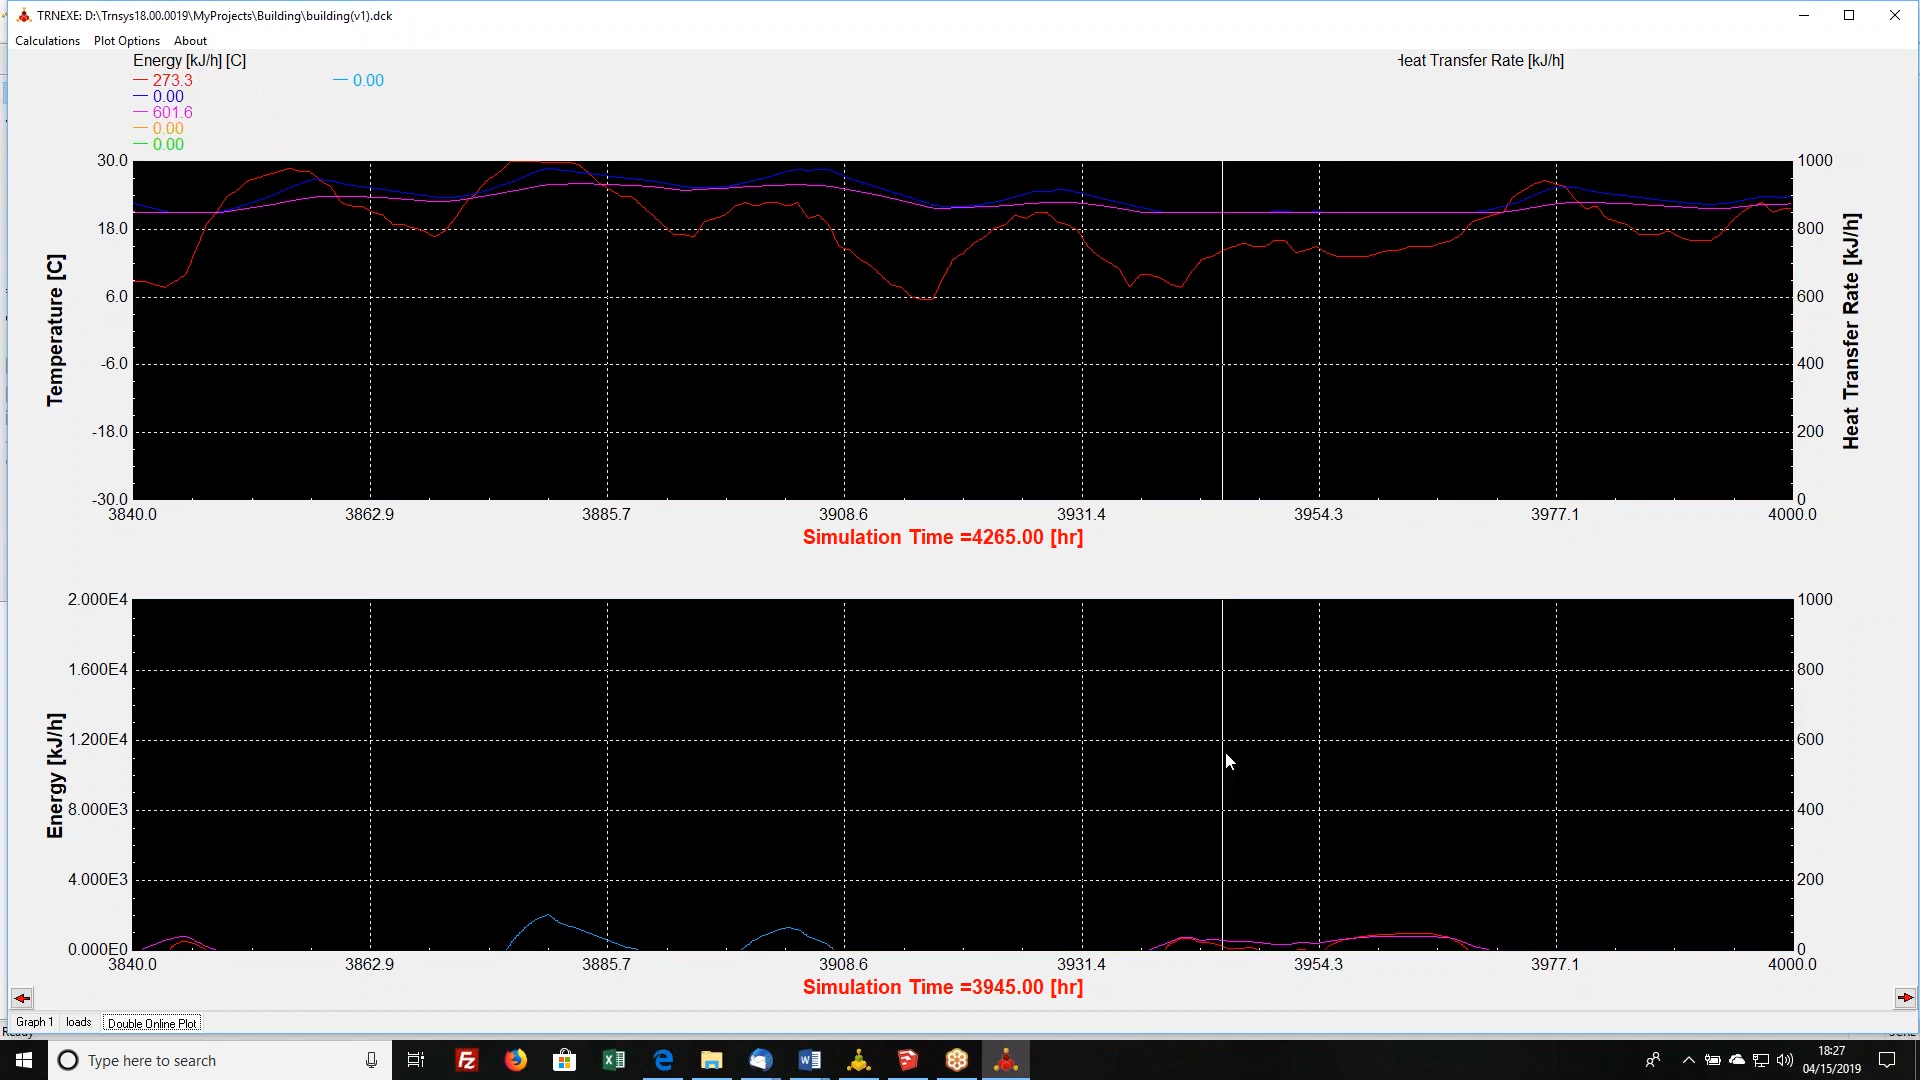 TRNEXE: D:\Trnsys18.00.0019\MyProjects\Building\building(v1).dck
Calculations Plot Options About
Energy [kJ/h] [C]
Heat Transfer Rate [kJ/h]
273.3 0.00
0.00
601.6
0.00
0.00
30.0 1000
18.0 800
6.0 600
-6.0 400
-18.0 200
-30.0 0
Temperature [C]
Heat Transfer Rate [kJ/h]
3840.0 3862.9 3885.7 3908.6 3931.4 3954.3 3977.1 4000.0
Simulation Time =4265.00 [hr]
2.000E4 1000
1.600E4 800
1.200E4 600
8.000E3 400
4.000E3 200
0.000E0 0
Energy [kJ/h]
3840.0 3862.9 3885.7 3908.6 3931.4 3954.3 3977.1 4000.0
Simulation Time =3945.00 [hr]
Graph 1 loads Double Online Plot
Type here to search
18:27
04/15/2019